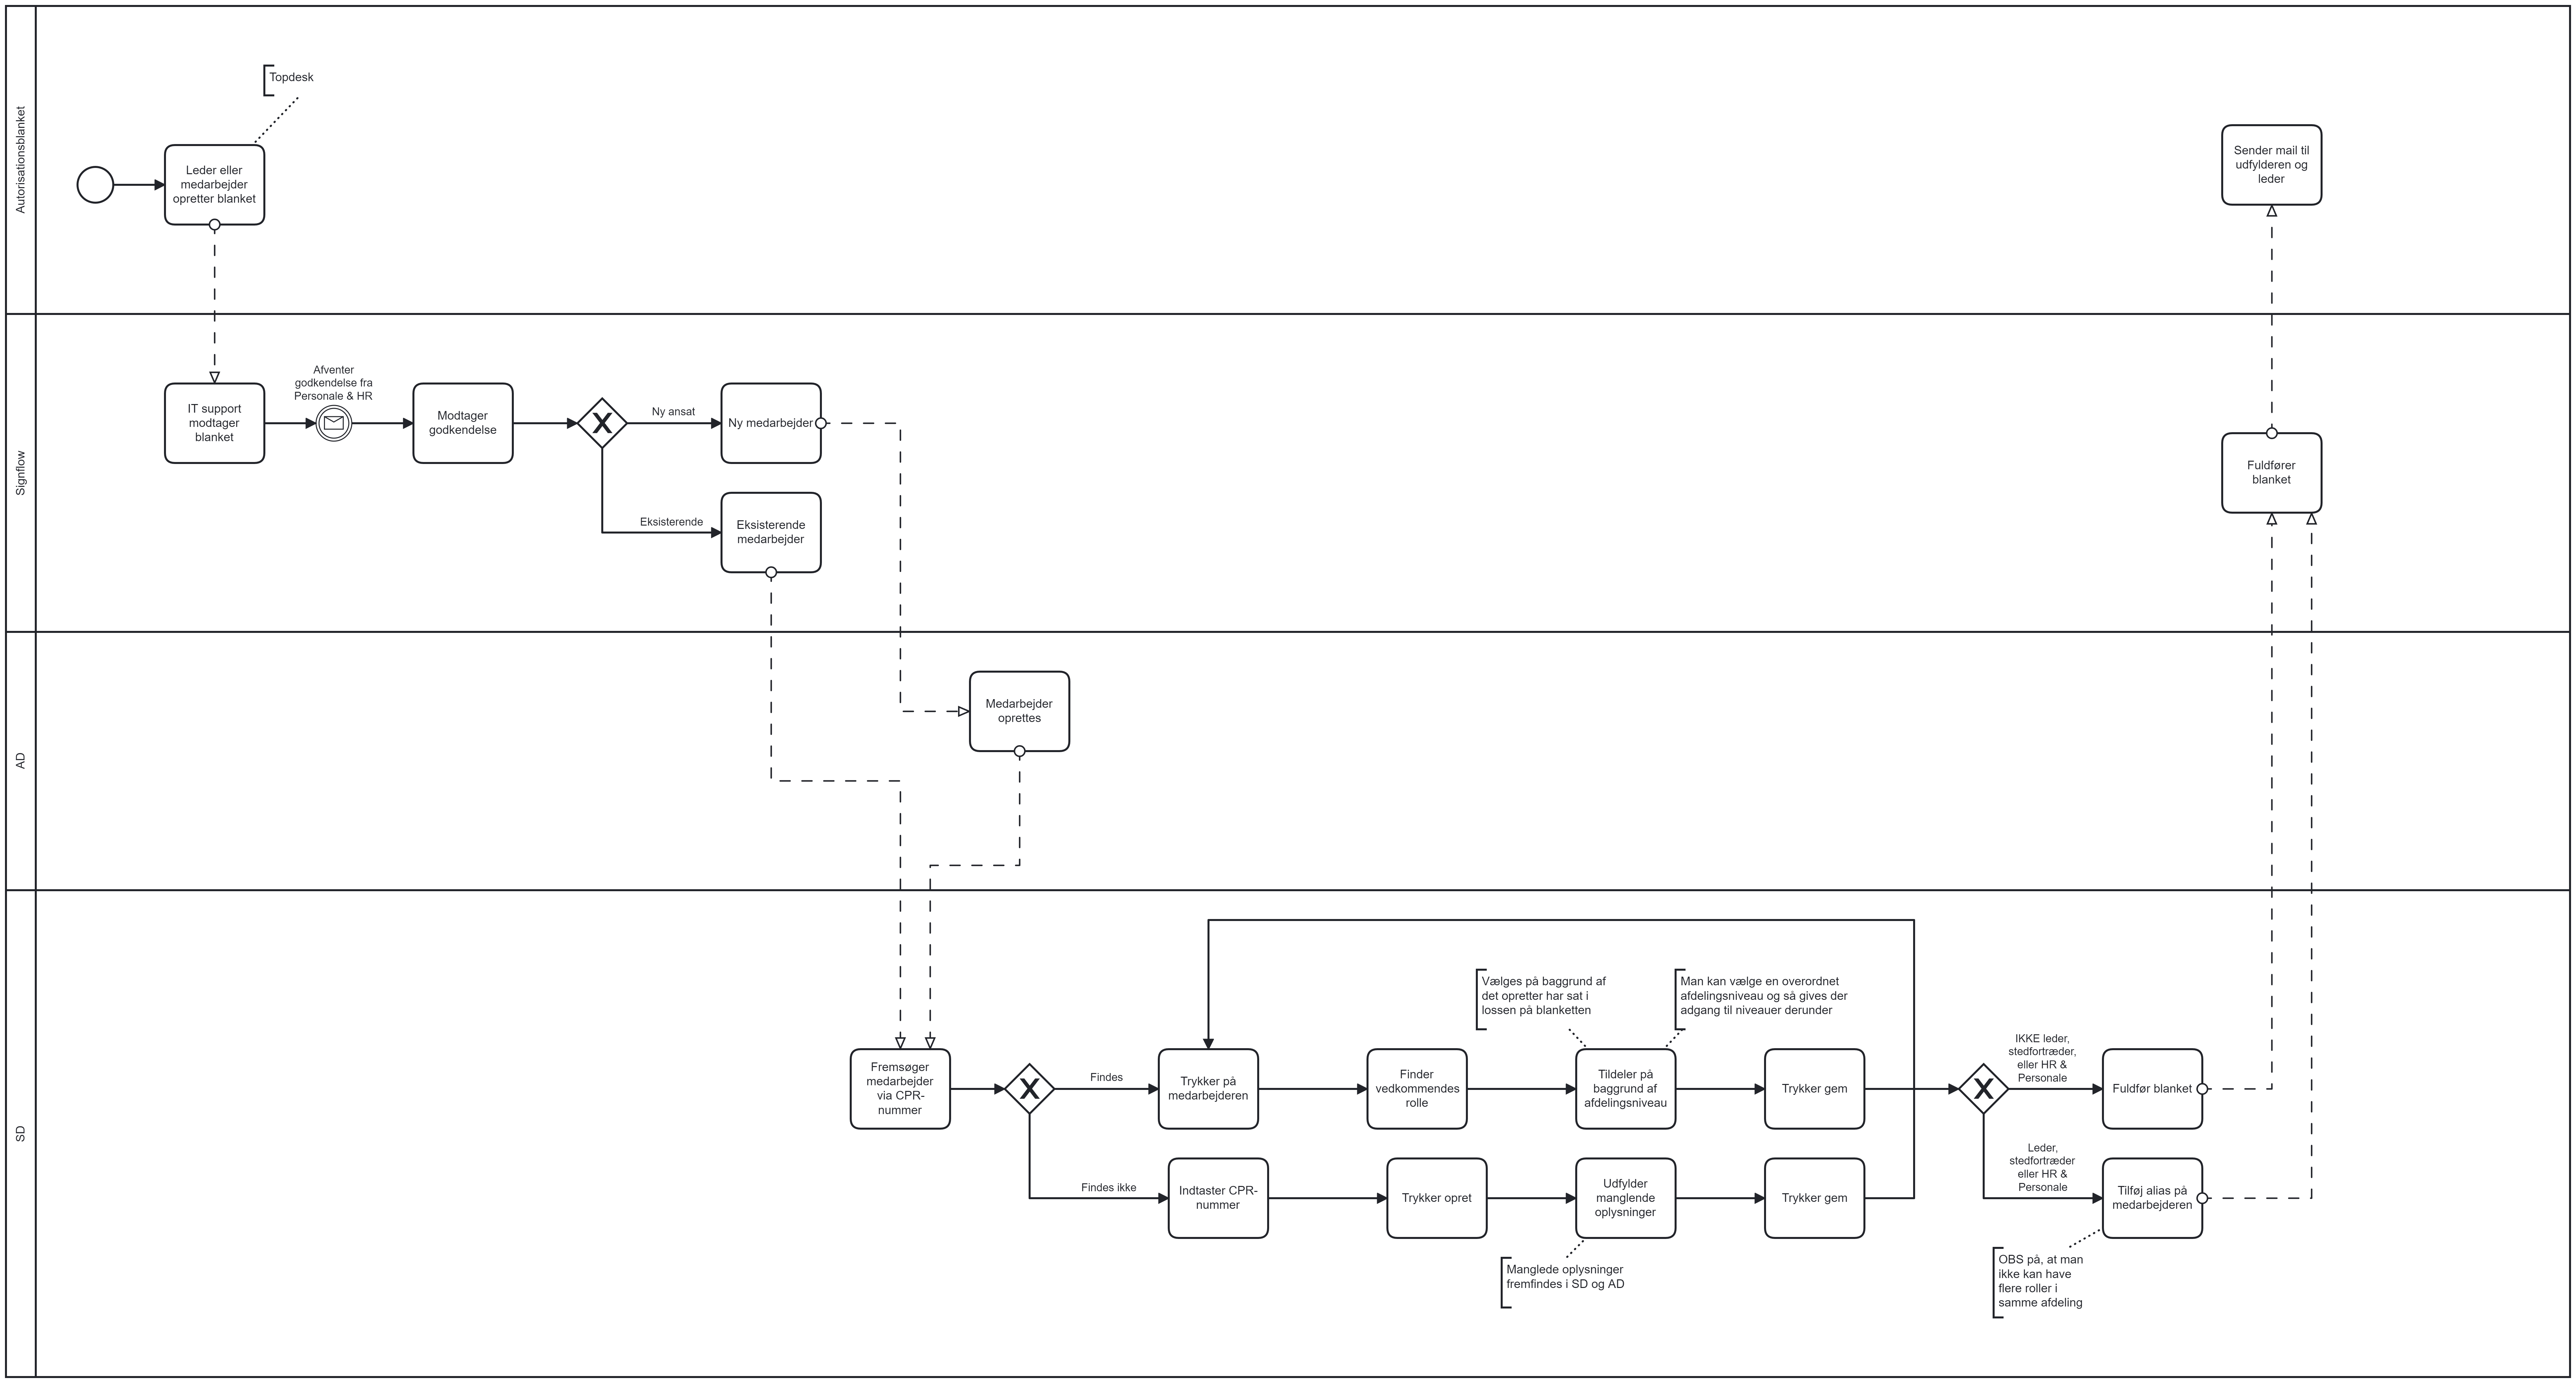 Autorisationsblanket
Topdesk
Leder eller
medarbejder
opretter blanket
Sender mail til
udfylderen og
leder
Signflow
IT support
modtager
blanket
Afventer
godkendelse fra
Personale & HR
Modtager
godkendelse
Ny ansat
Ny medarbejder
Eksisterende
Eksisterende
medarbejder
Fuldfører
blanket
AD
Medarbejder
oprettes
SD
Fremsøger
medarbejder
via CPR-
nummer
Findes
Trykker på
medarbejderen
Finder
vedkommendes
rolle
Vælges på baggrund af
det opretter har sat i
lossen på blanketten
Man kan vælge en overordnet
afdelingsniveau og så gives der
adgang til niveauer derunder
Tildeler på
baggrund af
afdelingsniveau
Trykker gem
IKKE leder,
stedfortræder,
eller HR &
Personale
Fuldfør blanket
Findes ikke
Indtaster CPR-
nummer
Trykker opret
Udfylder
manglende
oplysninger
Trykker gem
Manglede oplysninger
fremfindes i SD og AD
Leder,
stedfortræder
eller HR &
Personale
Tilføj alias på
medarbejderen
OBS på, at man
ikke kan have
flere roller i
samme afdeling